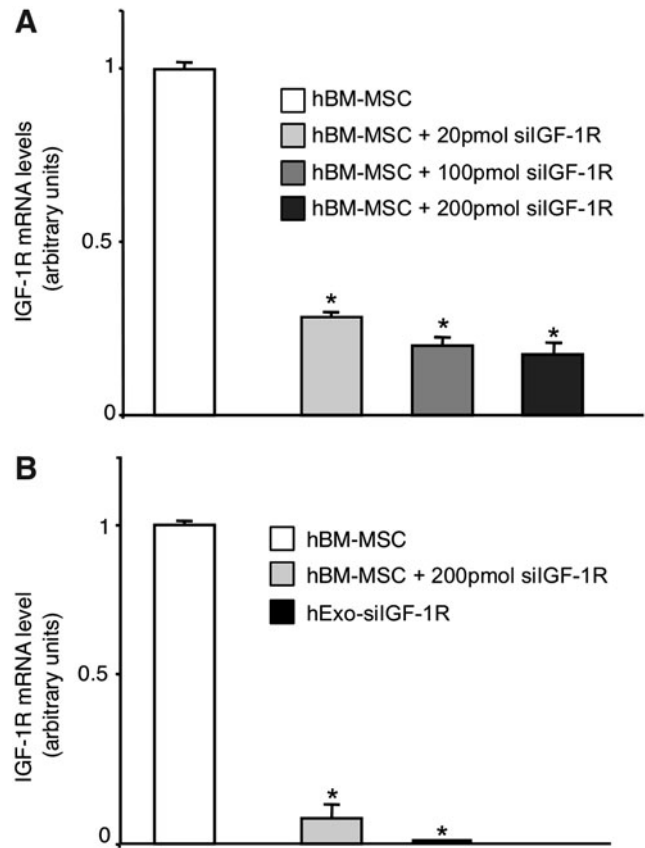 A
IGF-1R mRNA levels
(arbitrary units)
1
0.5
0
hBM-MSC
hBM-MSC + 20pmol siIGF-1R
hBM-MSC + 100pmol siIGF-1R
hBM-MSC + 200pmol siIGF-1R
*
*
*
B
IGF-1R mRNA level
(arbitrary units)
1
0.5
0
hBM-MSC
hBM-MSC + 200pmol siIGF-1R
hExo-siIGF-1R
*
*